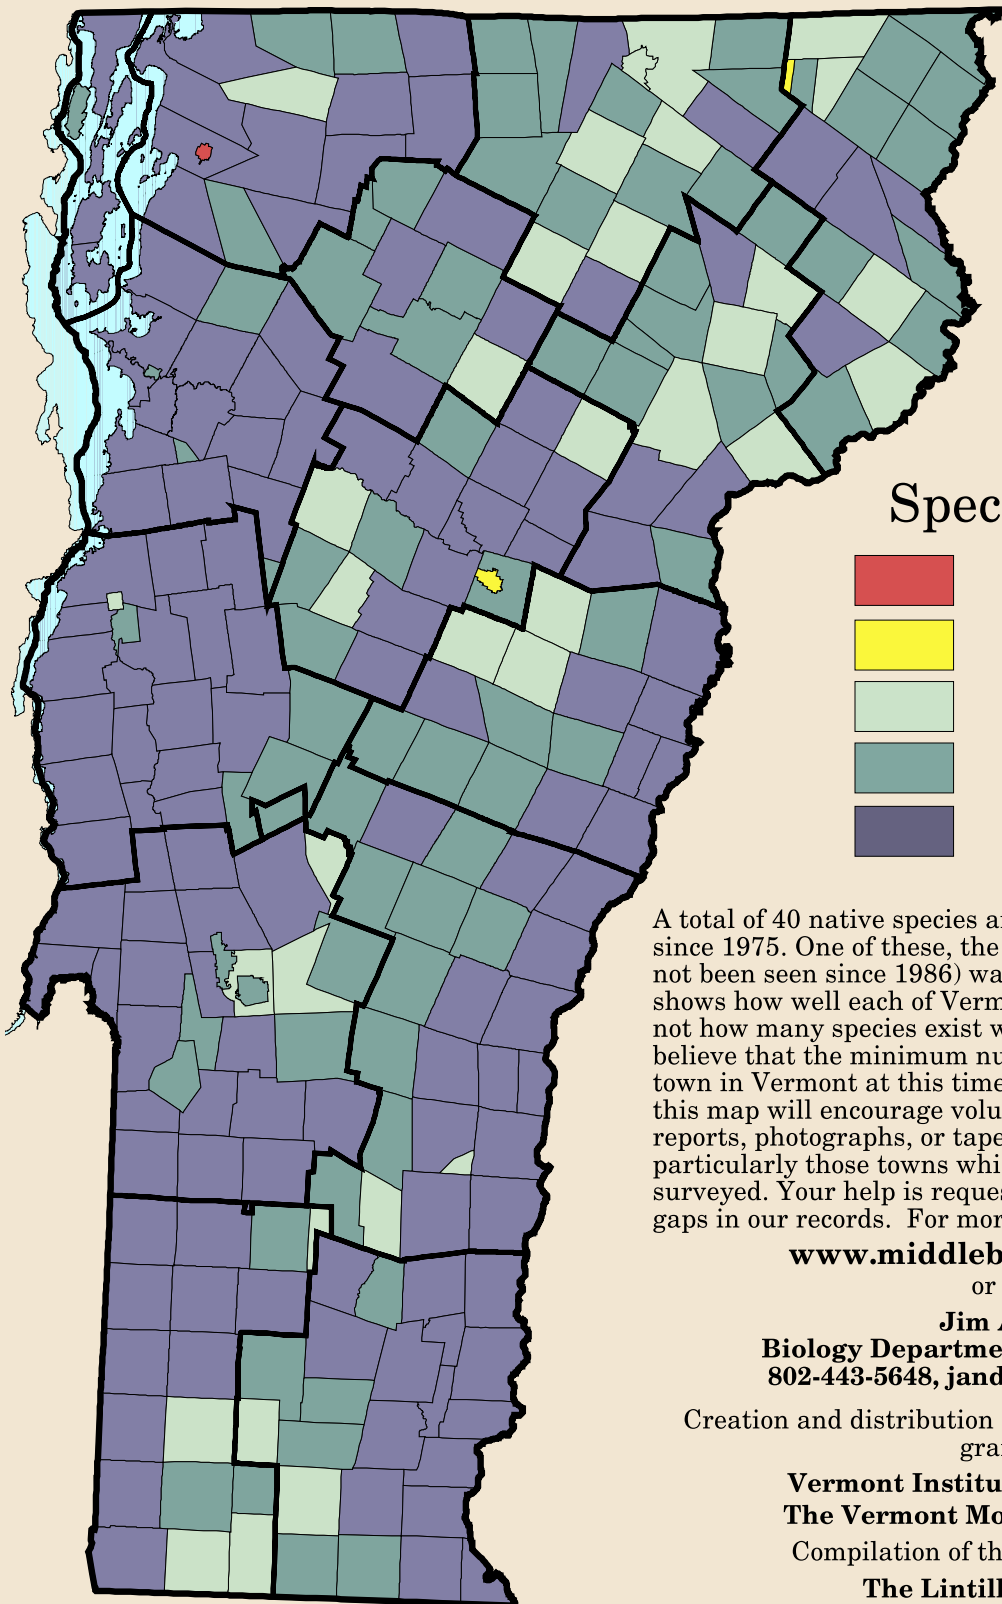 Spec
A total of 40 native species a
since 1975. One of these, the
not been seen since 1986) wa
shows how well each of Verm
not how many species exist w
believe that the minimum nu
town in Vermont at this time
this map will encourage volu
reports, photographs, or tape
particularly those towns whi
surveyed. Your help is reques
gaps in our records. For mor
www.middleb
or
Jim A
Biology Departme
802-443-5648, jand
Creation and distribution
gra
Vermont Institu
The Vermont Mo
Compilation of th
The Lintill